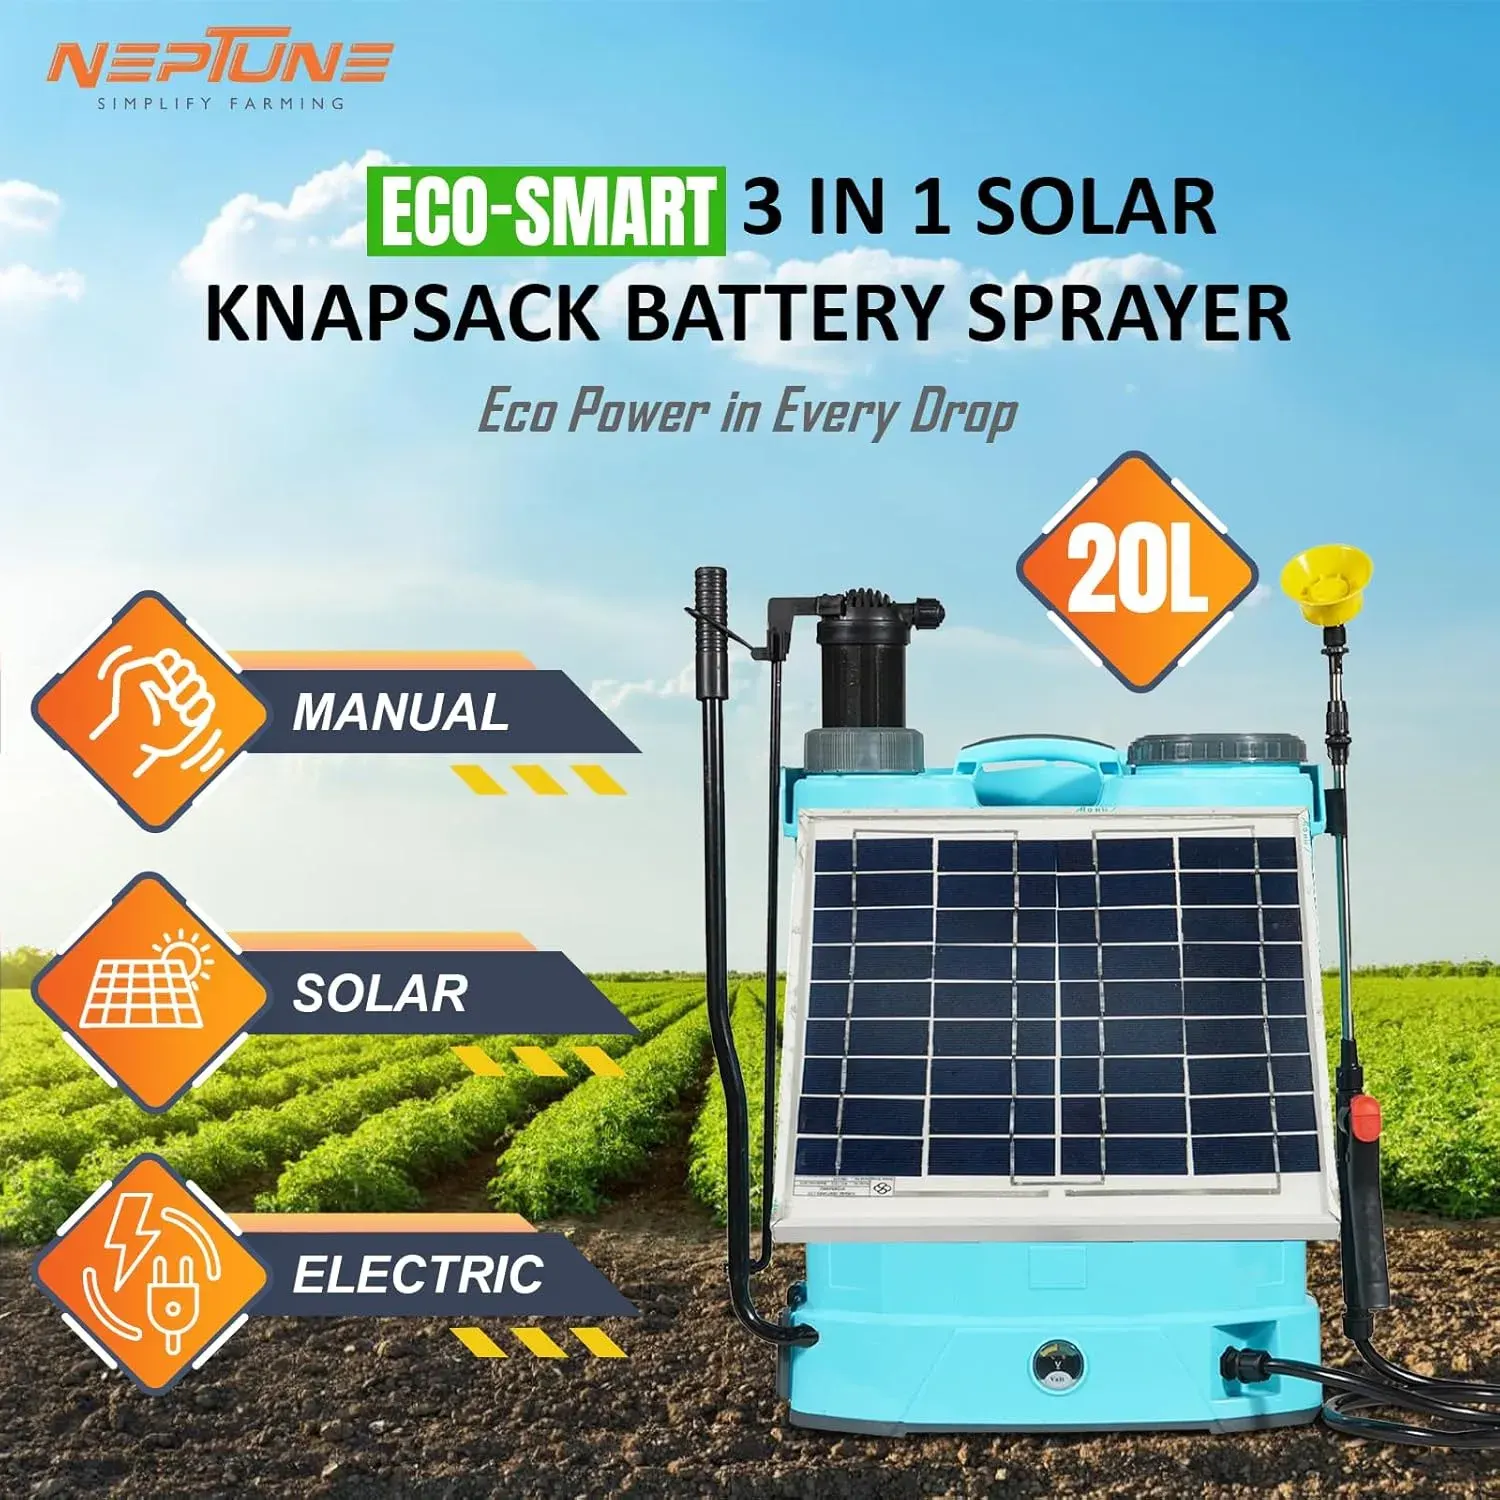 NEPTUNE
SIMPLIFY FARMING
ECO-SMART 3 IN 1 SOLAR
KNAPSACK BATTERY SPRAYER
Eco Power in Every Drop
20L
MANUAL
SOLAR
ELECTRIC
V
Volt